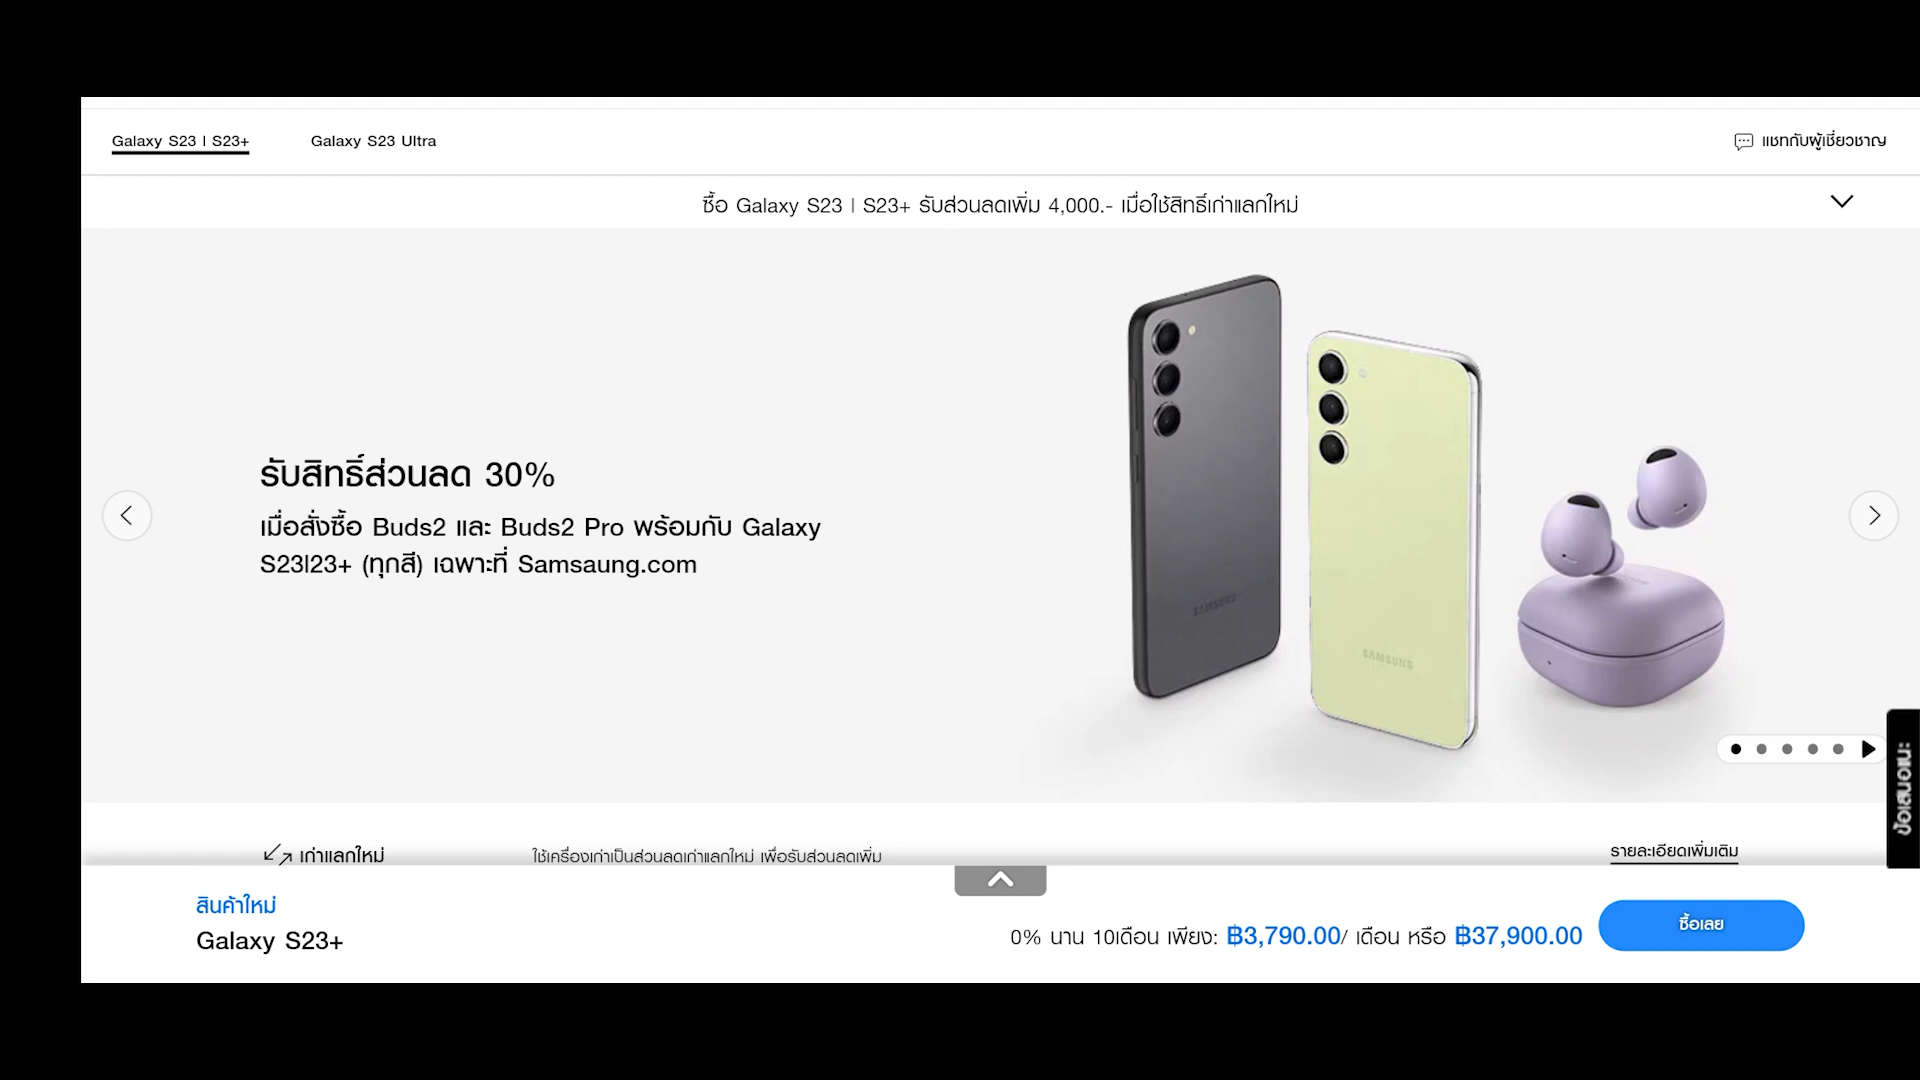 Galaxy S23 | S23+
Galaxy S23 Ultra
แชทกับผู้เชี่ยวชาญ
ซื้อ Galaxy S23 | S23+ รับส่วนลดเพิ่ม 4,000.- เมื่อใช้สิทธิ์เก่าแลกใหม่
รับสิทธิ์ส่วนลด 30%
เมื่อสั่งซื้อ Buds2 และ Buds2 Pro พร้อมกับ Galaxy
S23|23+ (ทุกสี) เฉพาะที่ Samsaung.com
SAMSUNG
SAMSUNG
ข้อเสนอแนะ
เก่าแลกใหม่
ใช้เครื่องเก่าเป็นส่วนลดเก่าแลกใหม่ เพื่อรับส่วนลดเพิ่ม
รายละเอียดเพิ่มเติม
สินค้าใหม่
Galaxy S23+
0% นาน 10เดือน เพียง: ฿3,790.00/ เดือน หรือ ฿37,900.00
ซื้อเลย